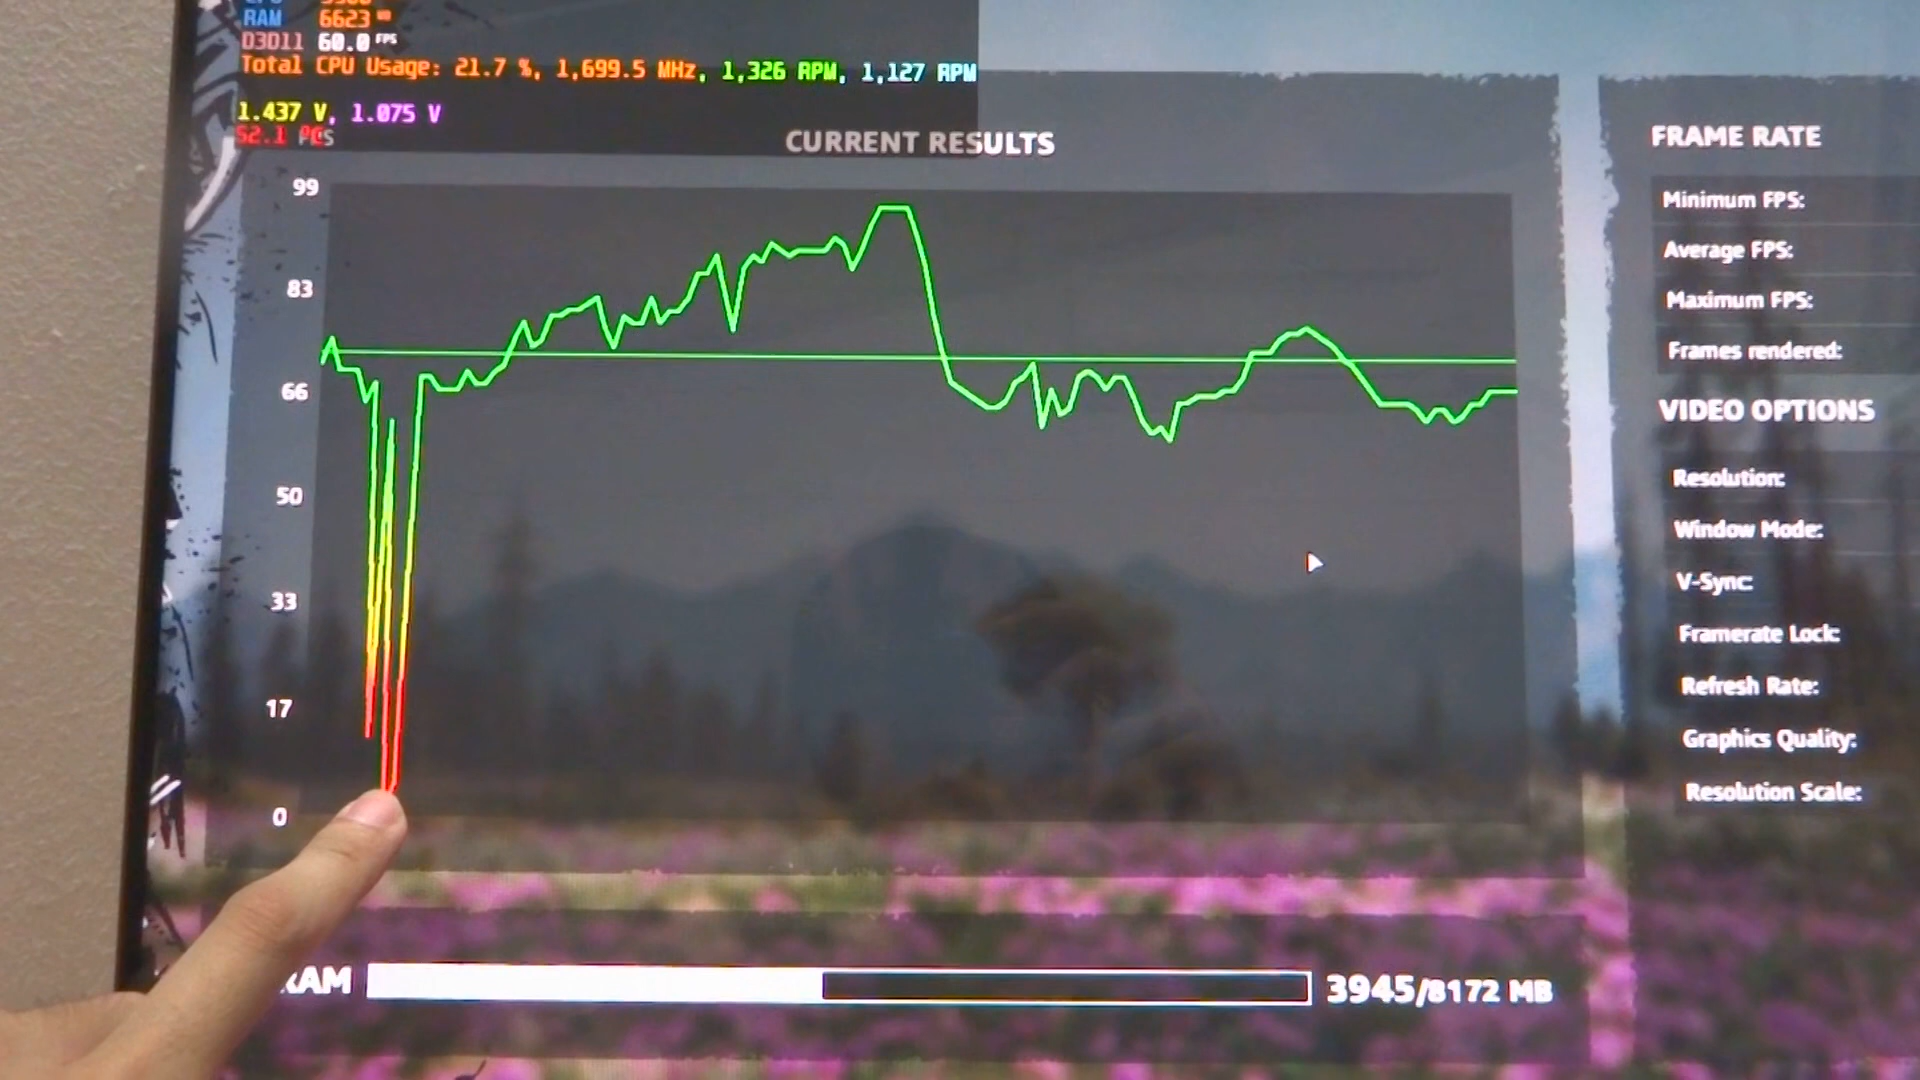 RAM 6623 MB
D3D11 60.0 FPS
Total CPU Usage: 21.7 %, 1,699.5 MHz, 1,326 RPM, 1,127 RPM
1.437 V, 1.075 V
52.1
CURRENT RESULTS
99
83
66
50
33
17
0
3945/8172 MB
FRAME RATE
Minimum FPS:
Average FPS:
Maximum FPS:
Frames rendered:
VIDEO OPTIONS
Resolution:
Window Mode:
V-Sync:
Framerate Lock:
Refresh Rate:
Graphics Quality:
Resolution Scale: